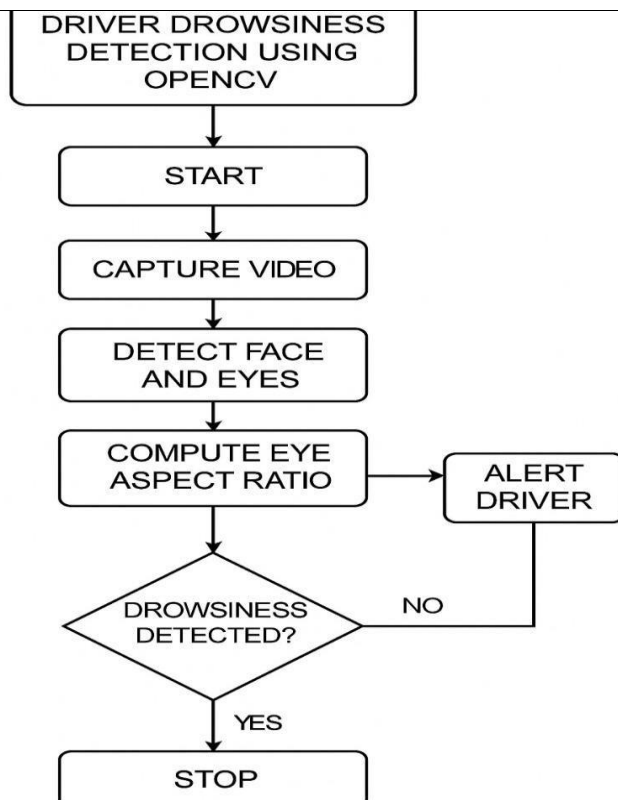 DRIVER DROWSINESS
DETECTION USING
OPENCV
START
CAPTURE VIDEO
DETECT FACE
AND EYES
COMPUTE EYE
ASPECT RATIO
ALERT
DRIVER
DROWSINESS
DETECTED?
NO
YES
STOP